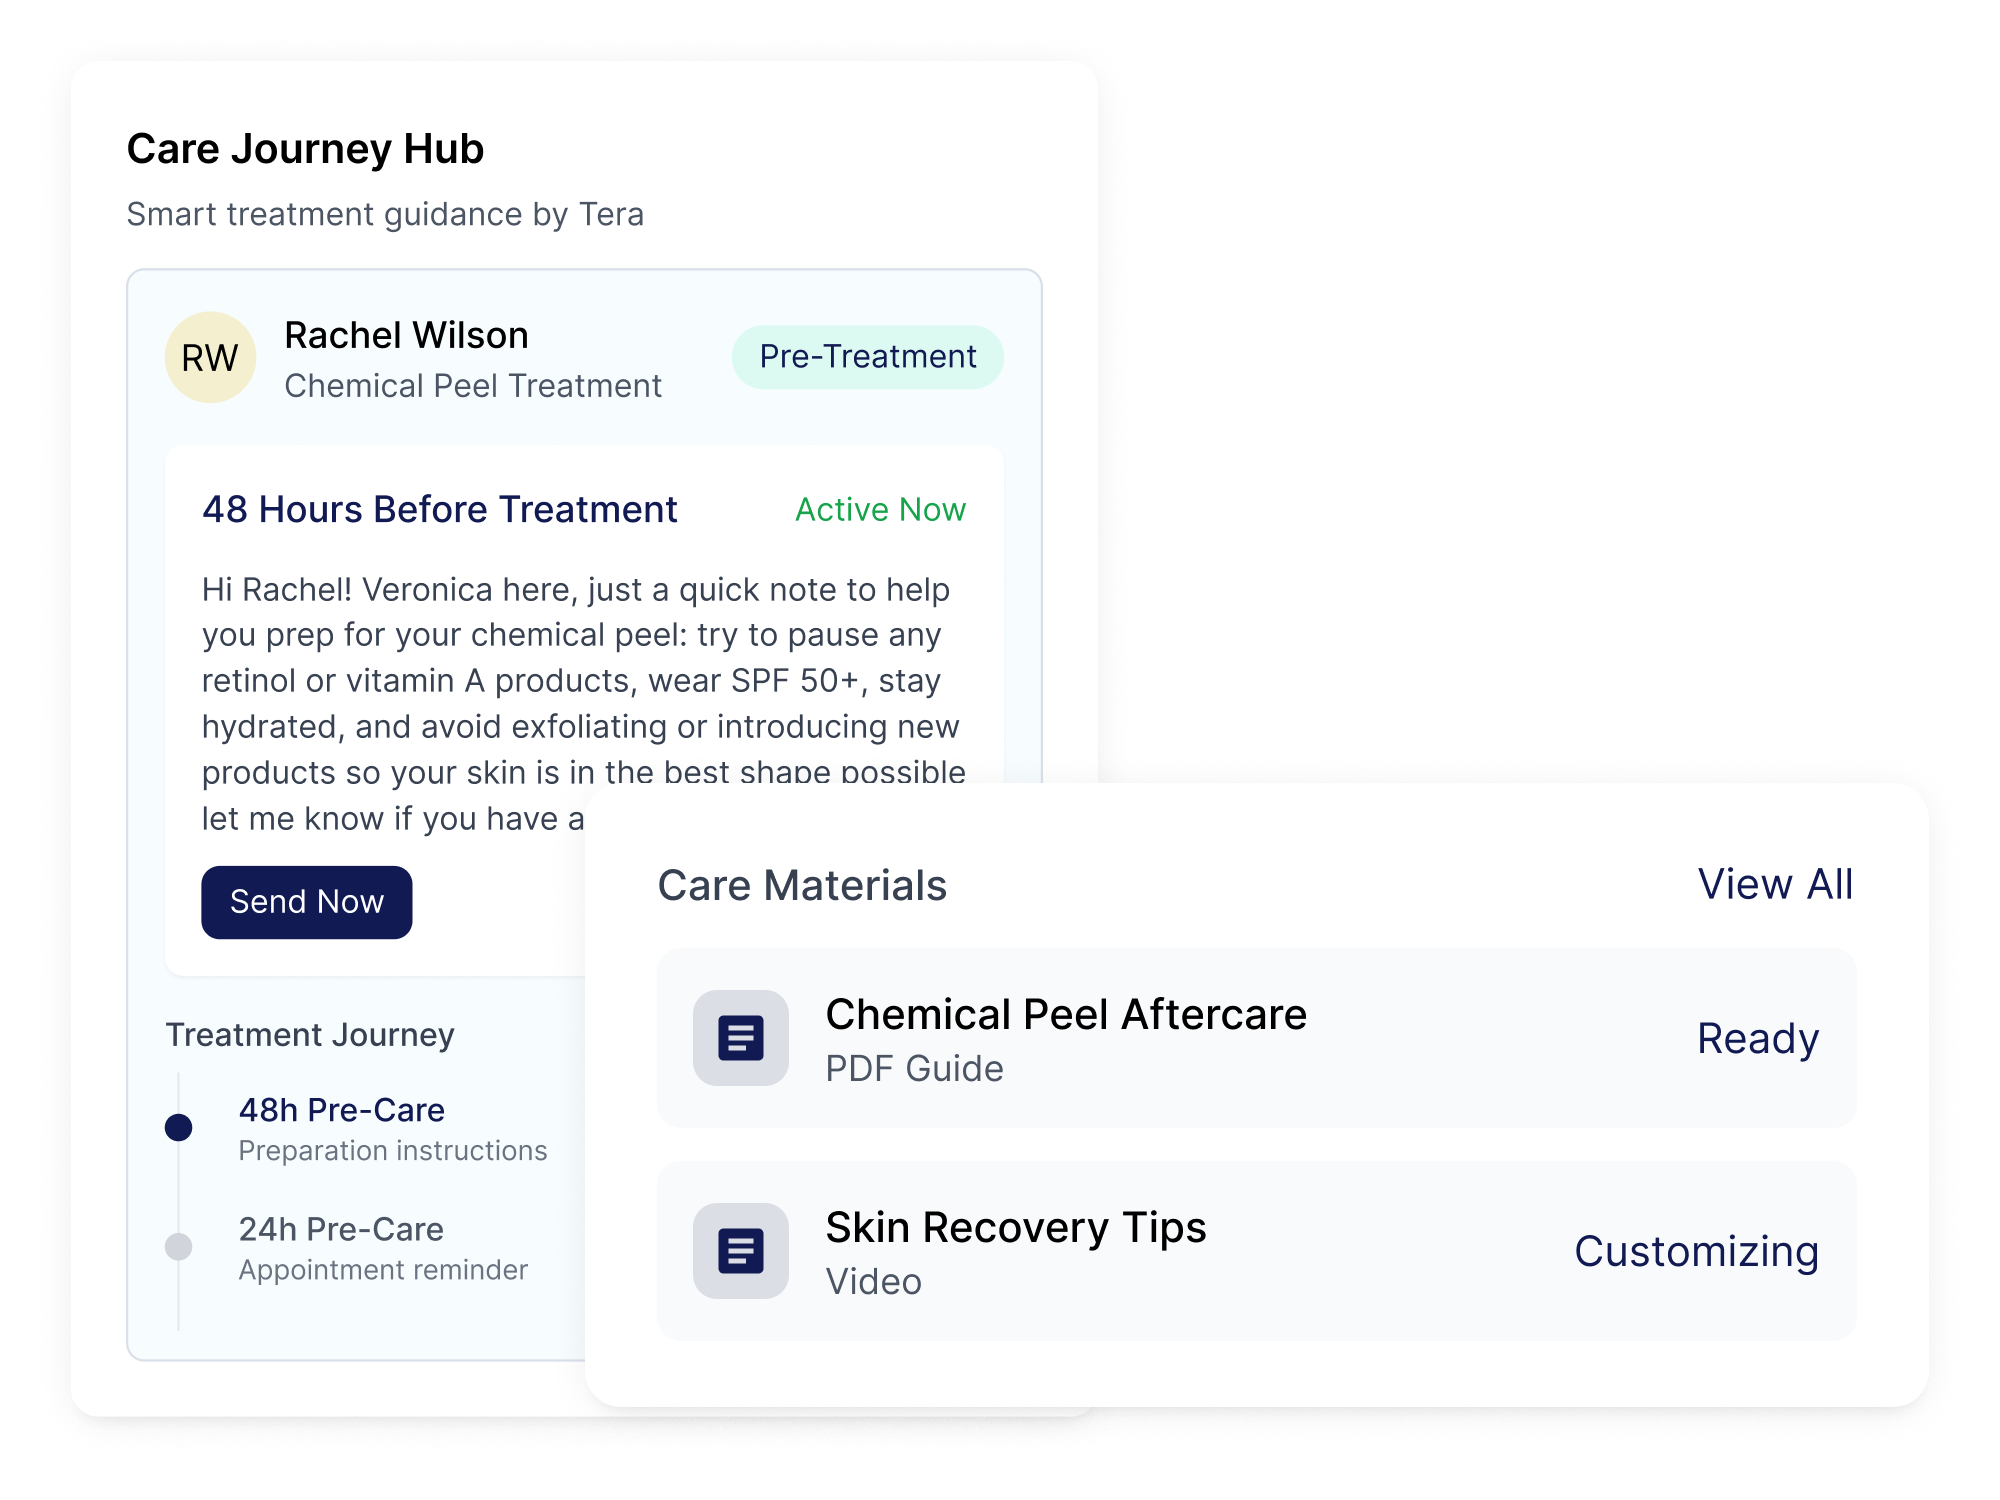 Care Journey Hub
Smart treatment guidance by Tera
RW
Rachel Wilson
Chemical Peel Treatment
Pre-Treatment
48 Hours Before Treatment
Active Now
Hi Rachel! Veronica here, just a quick note to help
you prep for your chemical peel: try to pause any
retinol or vitamin A products, wear SPF 50+, stay
hydrated, and avoid exfoliating or introducing new
products so your skin is in the best shape possible
let me know if you have a
Send Now
Treatment Journey
48h Pre-Care
Preparation instructions
24h Pre-Care
Appointment reminder
Care Materials
View All
Chemical Peel Aftercare
PDF Guide
Ready
Skin Recovery Tips
Video
Customizing